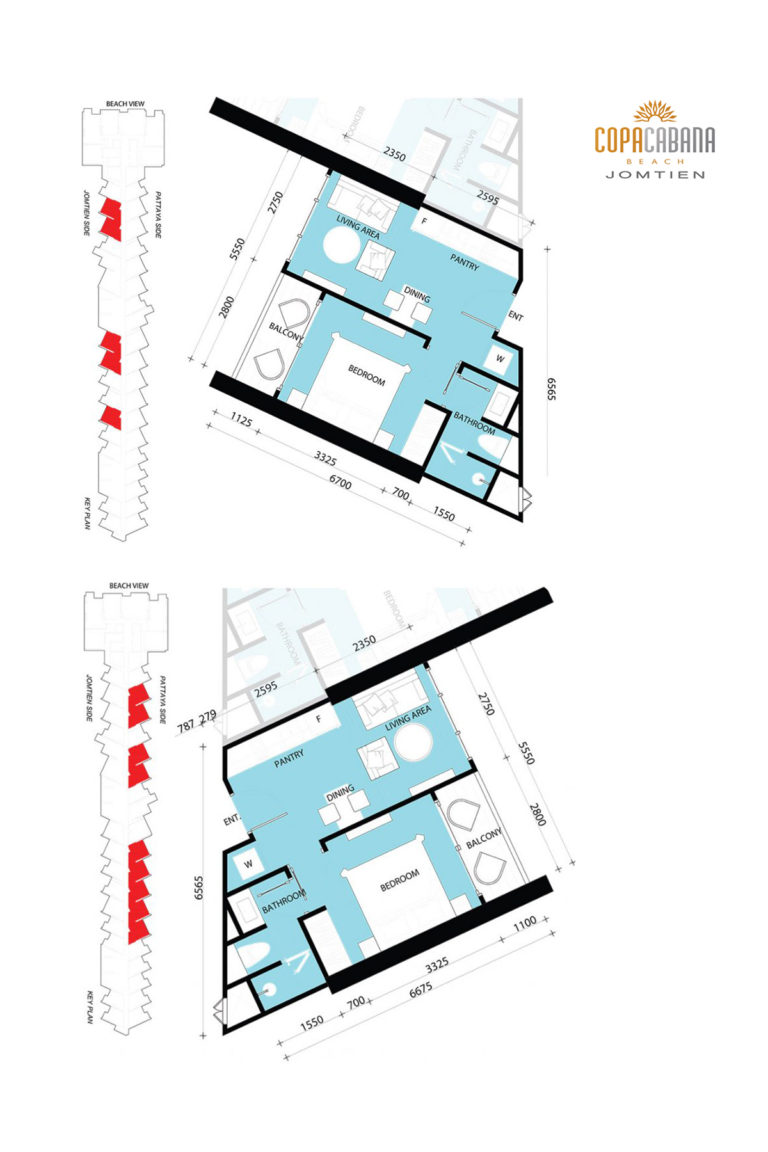 BEACH VIEW
JOMTIEN SIDE
PATTAYA SIDE
KEY PLAN
COPACABANA
BEACH
JOMTIEN
BEDROOM
BATHROOM
2350
2595
2750
5550
2800
LIVING AREA
F
PANTRY
DINING
ENT
BALCONY
W
BEDROOM
BATHROOM
6565
1125
3325
6700
700
1550
BEACH VIEW
JOMTIEN SIDE
PATTAYA SIDE
KEY PLAN
BATHROOM
BEDROOM
2350
2595
787 279
F
LIVING AREA
2750
5550
2800
PANTRY
DINING
ENT.
W
BALCONY
BEDROOM
BATHROOM
6565
1100
3325
6675
700
1550